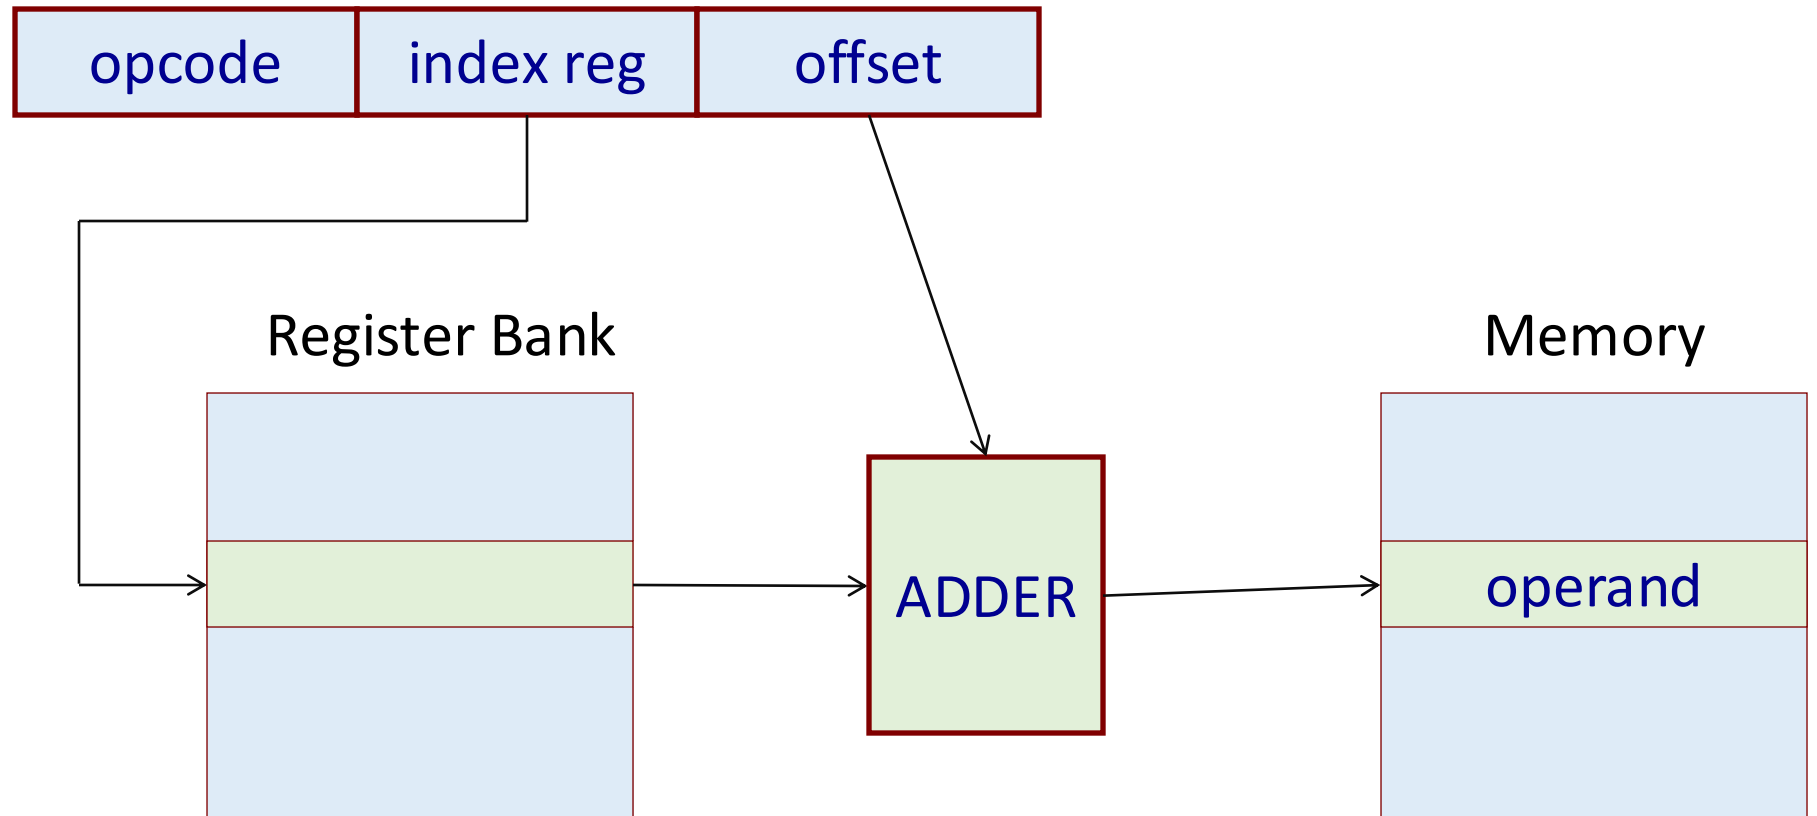 opcode index reg offset
Register Bank
Memory
ADDER
operand